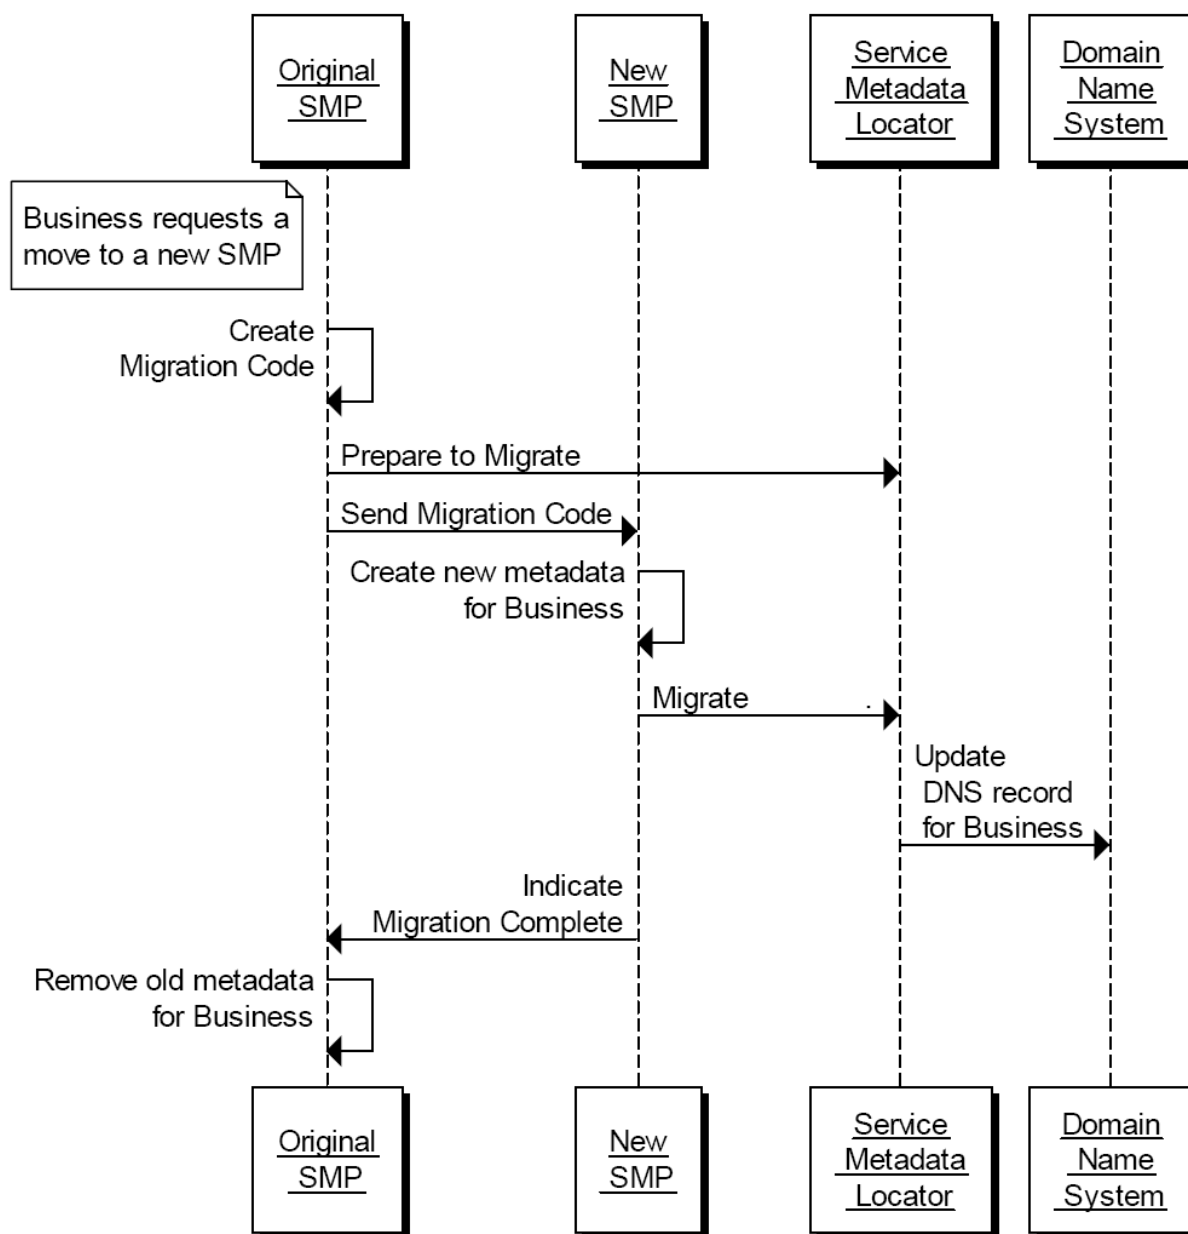 Original
SMP
New
SMP
Service
Metadata
Locator
Domain
Name
System
Business requests a
move to a new SMP
Create
Migration Code
Prepare to Migrate
Send Migration Code
Create new metadata
for Business
Migrate .
Update
DNS record
for Business
Indicate
Migration Complete
Remove old metadata
for Business
Original
SMP
New
SMP
Service
Metadata
Locator
Domain
Name
System